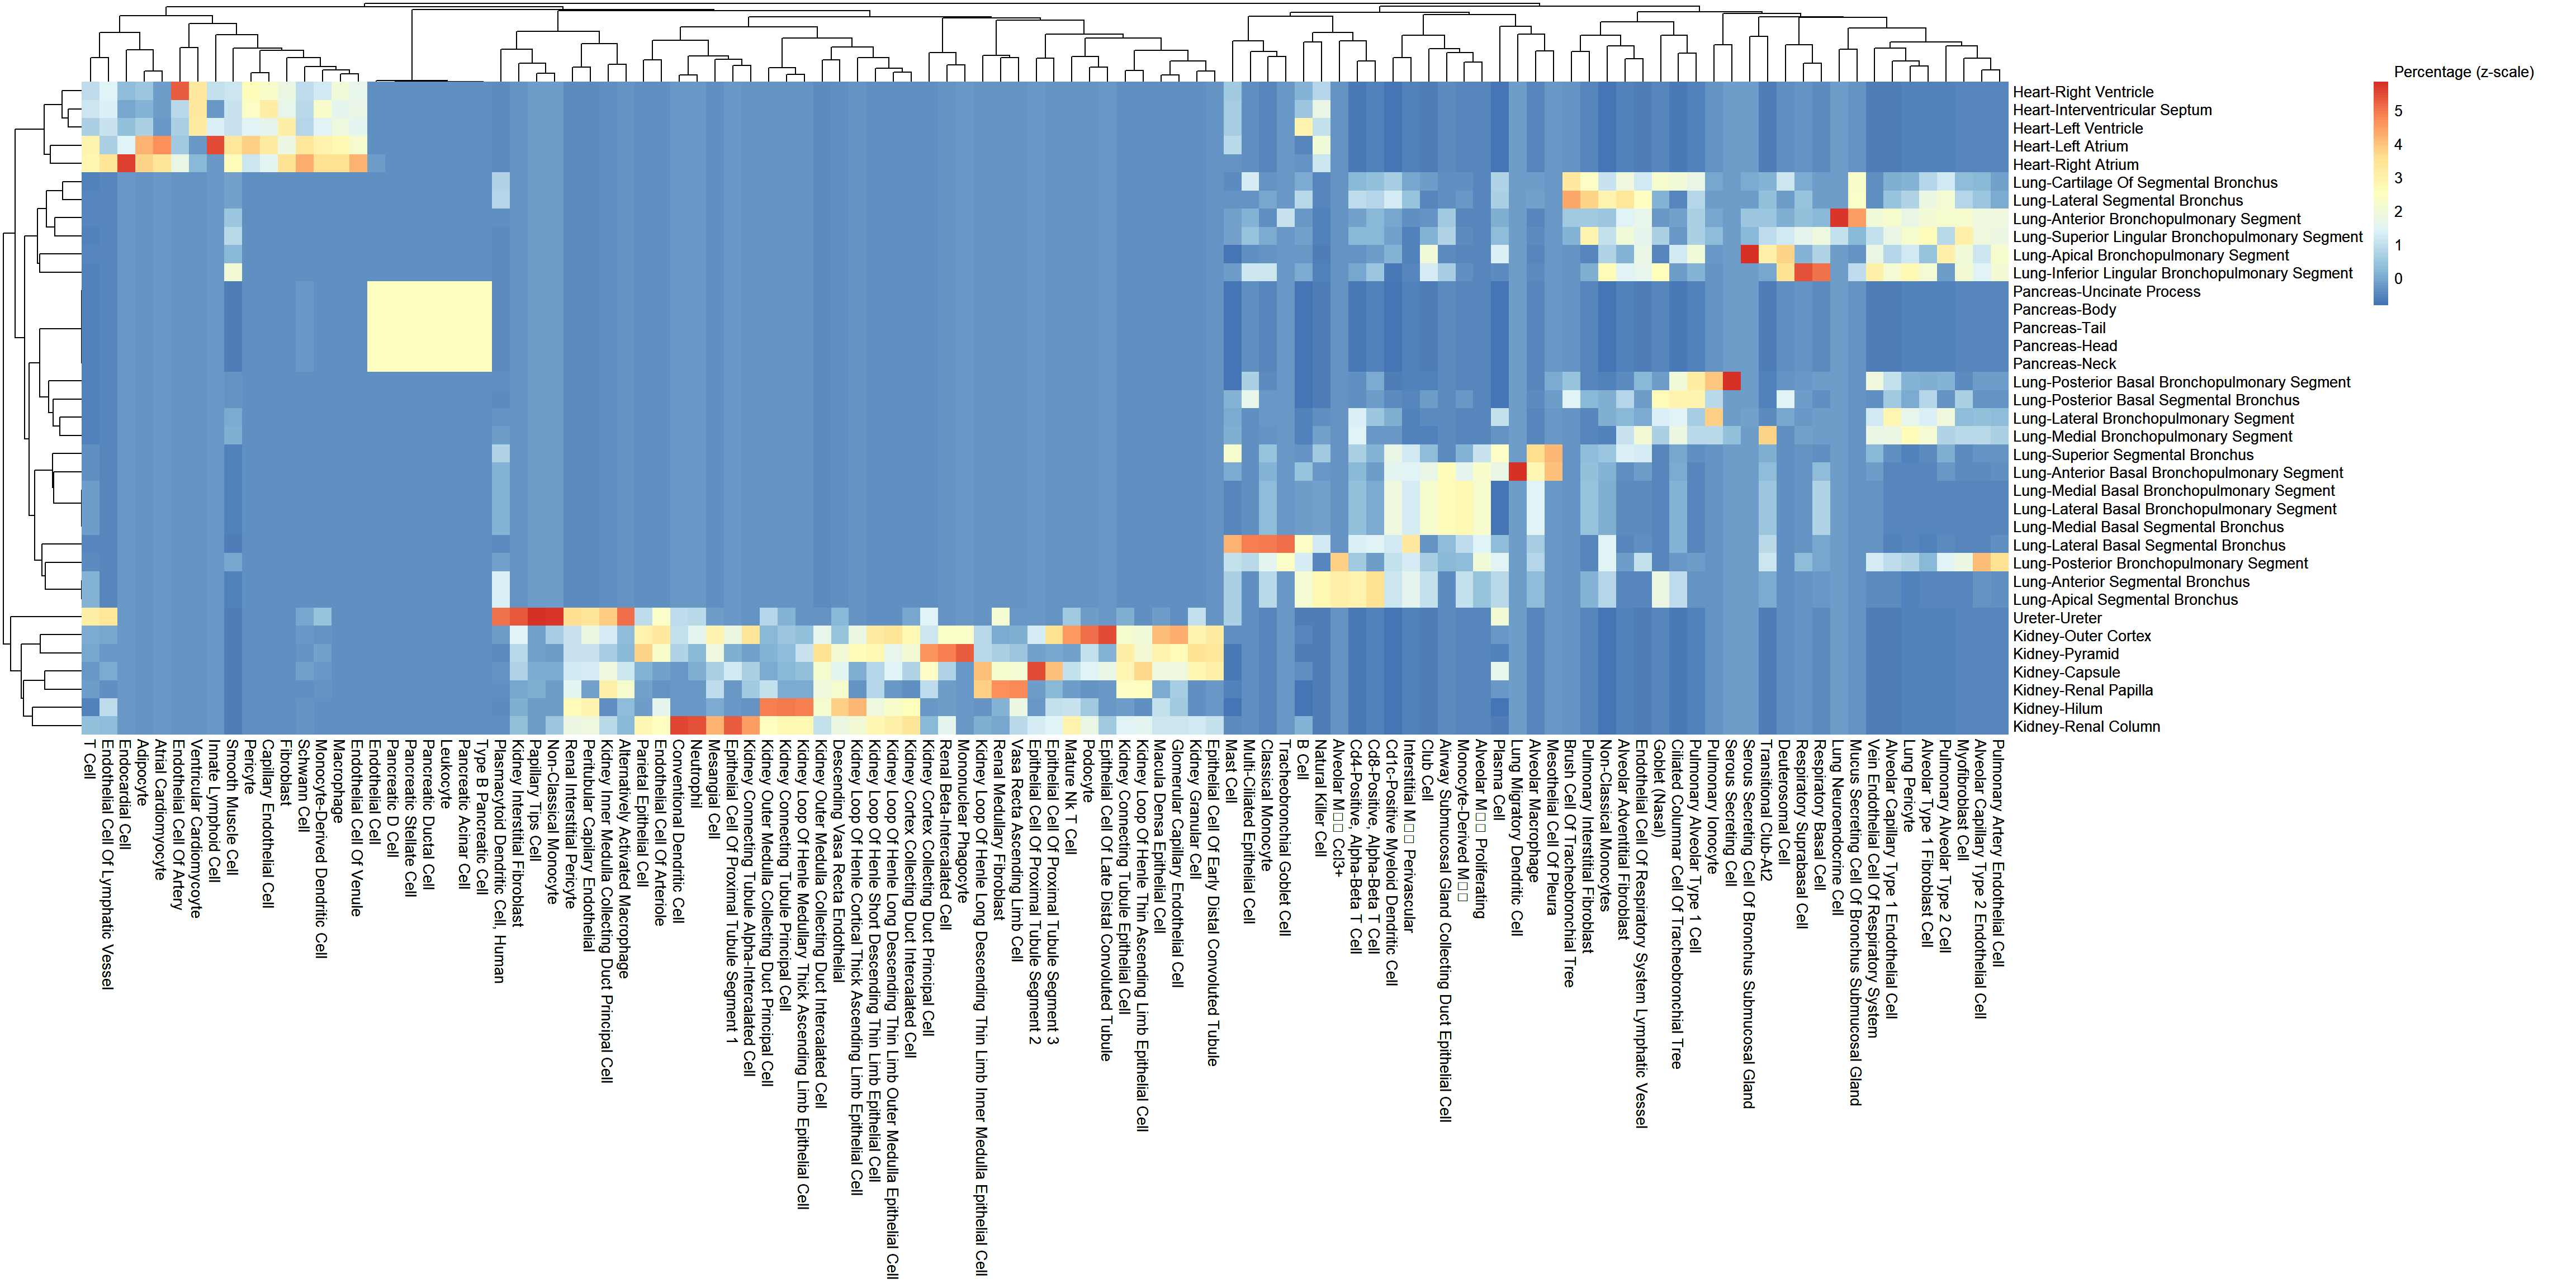 Percentage (z-scale)
5
4
3
2
1
0
Heart-Right Ventricle
Heart-Interventricular Septum
Heart-Left Ventricle
Heart-Left Atrium
Heart-Right Atrium
Lung-Cartilage Of Segmental Bronchus
Lung-Lateral Segmental Bronchus
Lung-Anterior Bronchopulmonary Segment
Lung-Superior Lingular Bronchopulmonary Segment
Lung-Apical Bronchopulmonary Segment
Lung-Inferior Lingular Bronchopulmonary Segment
Pancreas-Uncinate Process
Pancreas-Body
Pancreas-Tail
Pancreas-Head
Pancreas-Neck
Lung-Posterior Basal Bronchopulmonary Segment
Lung-Posterior Basal Segmental Bronchus
Lung-Lateral Bronchopulmonary Segment
Lung-Medial Bronchopulmonary Segment
Lung-Superior Segmental Bronchus
Lung-Anterior Basal Bronchopulmonary Segment
Lung-Medial Basal Bronchopulmonary Segment
Lung-Lateral Basal Bronchopulmonary Segment
Lung-Medial Basal Segmental Bronchus
Lung-Lateral Basal Segmental Bronchus
Lung-Posterior Bronchopulmonary Segment
Lung-Anterior Segmental Bronchus
Lung-Apical Segmental Bronchus
Ureter-Ureter
Kidney-Outer Cortex
Kidney-Pyramid
Kidney-Capsule
Kidney-Renal Papilla
Kidney-Hilum
Kidney-Renal Column
T Cell
Endothelial Cell Of Lymphatic Vessel
Endocardial Cell
Adipocyte
Atrial Cardiomyocyte
Endothelial Cell Of Artery
Ventricular Cardiomyocyte
Innate Lymphoid Cell
Smooth Muscle Cell
Pericyte
Capillary Endothelial Cell
Fibroblast
Schwann Cell
Monocyte-Derived Dendritic Cell
Macrophage
Endothelial Cell Of Venule
Endothelial Cell
Pancreatic D Cell
Pancreatic Stellate Cell
Pancreatic Ductal Cell
Leukocyte
Pancreatic Acinar Cell
Type B Pancreatic Cell
Plasmacytoid Dendritic Cell, Human
Kidney Interstitial Fibroblast
Papillary Tips Cell
Non-Classical Monocyte
Renal Interstitial Pericyte
Peritubular Capilary Endothelial
Kidney Inner Medulla Collecting Duct Principal Cell
Alternatively Activated Macrophage
Parietal Epithelial Cell
Endothelial Cell Of Arteriole
Conventional Dendritic Cell
Neutrophil
Mesangial Cell
Epithelial Cell Of Proximal Tubule Segment 1
Kidney Connecting Tubule Alpha-Intercalated Cell
Kidney Outer Medulla Collecting Duct Principal Cell
Kidney Connecting Tubule Principal Cell
Kidney Loop Of Henle Medullary Thick Ascending Limb Epithelial Cell
Kidney Outer Medulla Collecting Duct Intercalated Cell
Descending Vasa Recta Endothelial
Kidney Loop Of Henle Cortical Thick Ascending Limb Epithelial Cell
Kidney Loop Of Henle Short Descending Thin Limb Epithelial Cell
Kidney Loop Of Henle Long Descending Thin Limb Outer Medulla Epithelial Cell
Kidney Cortex Collecting Duct Intercalated Cell
Kidney Cortex Collecting Duct Principal Cell
Renal Beta-Intercalated Cell
Mononuclear Phagocyte
Kidney Loop Of Henle Long Descending Thin Limb Inner Medulla Epithelial Cell
Renal Medullary Fibroblast
Vasa Recta Ascending Limb Cell
Epithelial Cell Of Proximal Tubule Segment 2
Epithelial Cell Of Proximal Tubule Segment 3
Mature Nk T Cell
Podocyte
Epithelial Cell Of Late Distal Convoluted Tubule
Kidney Connecting Tubule Epithelial Cell
Kidney Loop Of Henle Thin Ascending Limb Epithelial Cell
Macula Densa Epithelial Cell
Glomerular Capillary Endothelial Cell
Kidney Granular Cell
Epithelial Cell Of Early Distal Convoluted Tubule
Mast Cell
Multi-Ciliated Epithelial Cell
Classical Monocyte
Tracheobronchial Goblet Cell
B Cell
Natural Killer Cell
Alveolar M□□ Ccl3+
Cd4-Positive, Alpha-Beta T Cell
Cd8-Positive, Alpha-Beta T Cell
Cd1c-Positive Myeloid Dendritic Cell
Interstitial M□□ Perivascular
Club Cell
Airway Submucosal Gland Collecting Duct Epithelial Cell
Monocyte-Derived M□□
Alveolar M□□ Proliferating
Plasma Cell
Lung Migratory Dendritic Cell
Alveolar Macrophage
Mesothelial Cell Of Pleura
Brush Cell Of Tracheobronchial Tree
Pulmonary Interstitial Fibroblast
Non-Classical Monocytes
Alveolar Adventitial Fibroblast
Endothelial Cell Of Respiratory System Lymphatic Vessel
Goblet (Nasal)
Ciliated Columnar Cell Of Tracheobronchial Tree
Pulmonary Alveolar Type 1 Cell
Pulmonary Ionocyte
Serous Secreting Cell
Serous Secreting Cell Of Bronchus Submucosal Gland
Transitional Club-At2
Deuterosomal Cell
Respiratory Suprabasal Cell
Respiratory Basal Cell
Lung Neuroendocrine Cell
Mucus Secreting Cell Of Bronchus Submucosal Gland
Vein Endothelial Cell Of Respiratory System
Alveolar Capillary Type 1 Endothelial Cell
Lung Pericyte
Alveolar Type 1 Fibroblast Cell
Pulmonary Alveolar Type 2 Cell
Myofibroblast Cell
Alveolar Capillary Type 2 Endothelial Cell
Pulmonary Artery Endothelial Cell